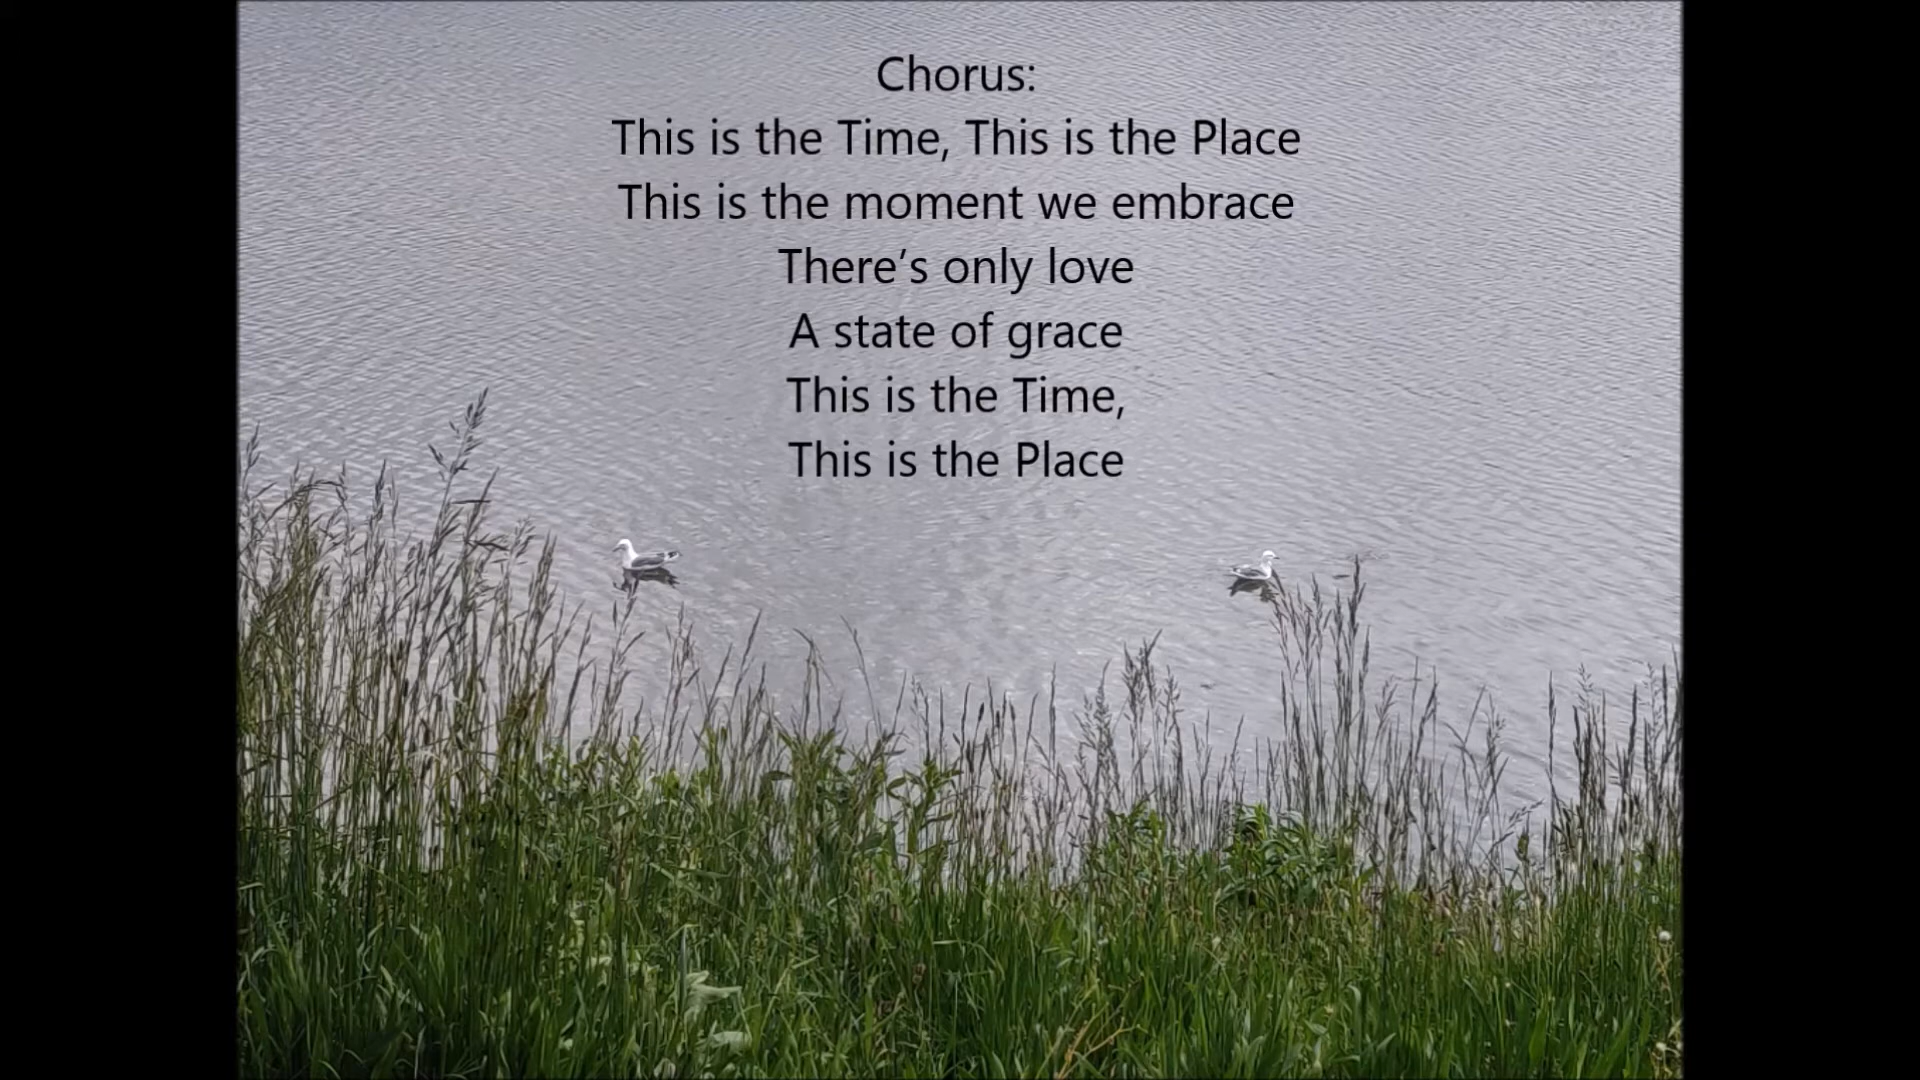 Chorus:
This is the Time, This is the Place
This is the moment we embrace
There’s only love
A state of grace
This is the Time,
This is the Place